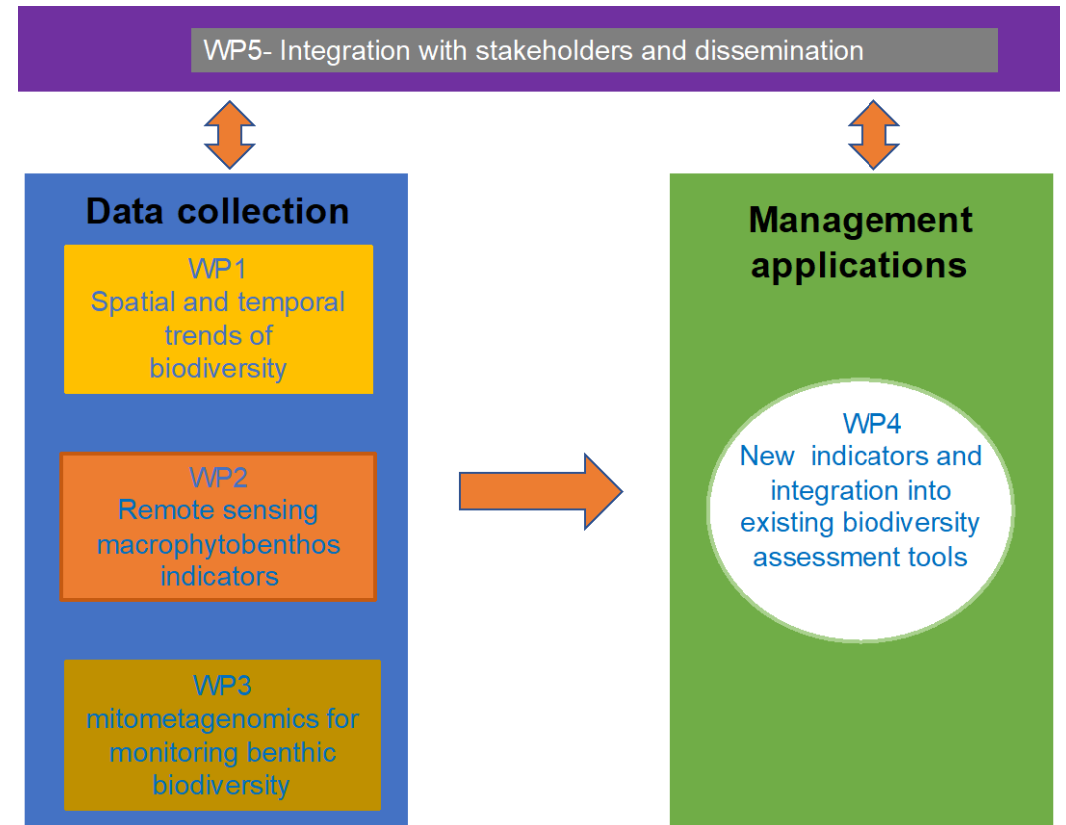 WP5- Integration with stakeholders and dissemination
Data collection
WP1
Spatial and temporal
trends of
biodiversity
WP2
Remote sensing
macrophytobenthos
indicators
WP3
mitometagenomics for
monitoring benthic
biodiversity
Management
applications
WP4
New indicators and
integration into
existing biodiversity
assessment tools